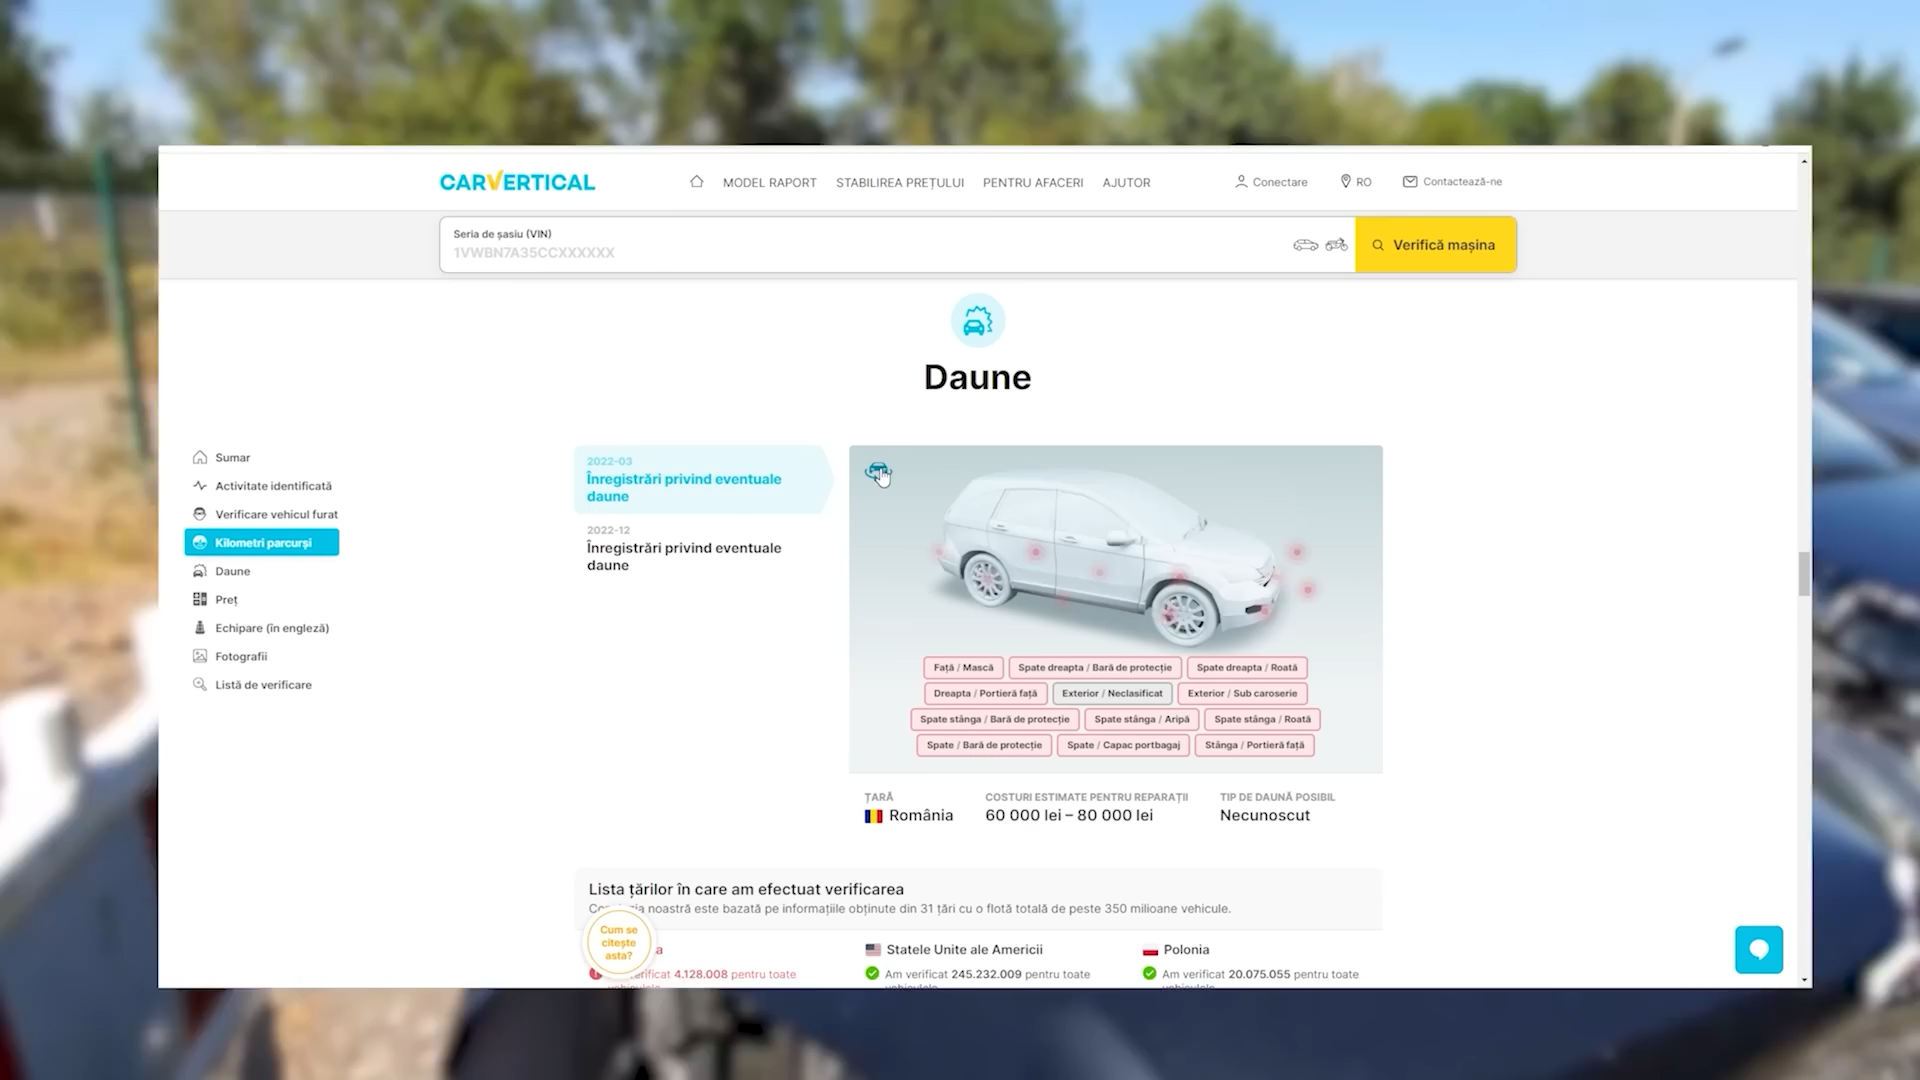 CARVERTICAL
MODEL RAPORT
STABILIREA PREȚULUI
PENTRU AFACERI
AJUTOR
Conectare
RO
Contactează-ne
Seria de șasiu (VIN)
1VWBN7A35CCXXXXXX
Verifică mașina
Daune
Sumar
Activitate identificată
Verificare vehicul furat
Kilometri parcurși
Daune
Preț
Echipare (în engleză)
Fotografii
Listă de verificare
2022-03
Înregistrări privind eventuale
daune
2022-12
Înregistrări privind eventuale
daune
Față / Mască
Spate dreapta / Bară de protecție
Spate dreapta / Roată
Dreapta / Portieră față
Exterior / Neclasificat
Exterior / Sub caroserie
Spate stânga / Bară de protecție
Spate stânga / Aripă
Spate stânga / Roată
Spate / Bară de protecție
Spate / Capac portbagaj
Stânga / Portieră față
ȚARĂ
România
COSTURI ESTIMATE PENTRU REPARAȚII
60 000 lei – 80 000 lei
TIP DE DAUNĂ POSIBIL
Necunoscut
Lista țărilor în care am efectuat verificarea
noastră este bazată pe informațiile obținute din 31 țări cu o flotă totală de peste 350 milioane vehicule.
Cum se
citește
asta?
4.128.008 pentru toate
Statele Unite ale Americii
Am verificat 245.232.009 pentru toate
vehiculele
Polonia
Am verificat 20.075.055 pentru toate
vehiculele